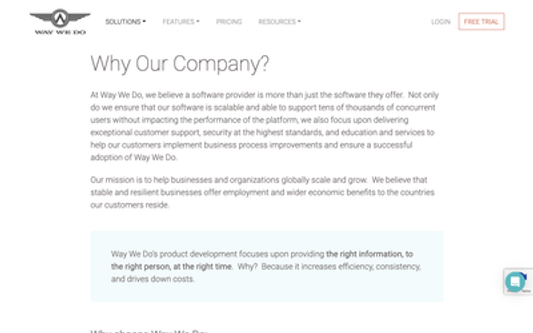 WAY WE DO
SOLUTIONS
FEATURES
PRICING
RESOURCES
LOGIN
FREE TRIAL
Why Our Company?
At Way We Do, we believe a software provider is more than just the software they offer. Not only
do we ensure that our software is scalable and able to support tens of thousands of concurrent
users without impacting the performance of the platform, we also focus upon delivering
exceptional customer support, security at the highest standards, and education and services to
help our customers implement business process improvements and ensure a successful
adoption of Way We Do.
Our mission is to help businesses and organizations globally scale and grow. We believe that
stable and resilient businesses offer employment and wider economic benefits to the countries
our customers reside.
Way We Do's product development focuses upon providing the right information, to
the right person, at the right time. Why? Because it increases efficiency, consistency,
and drives down costs.